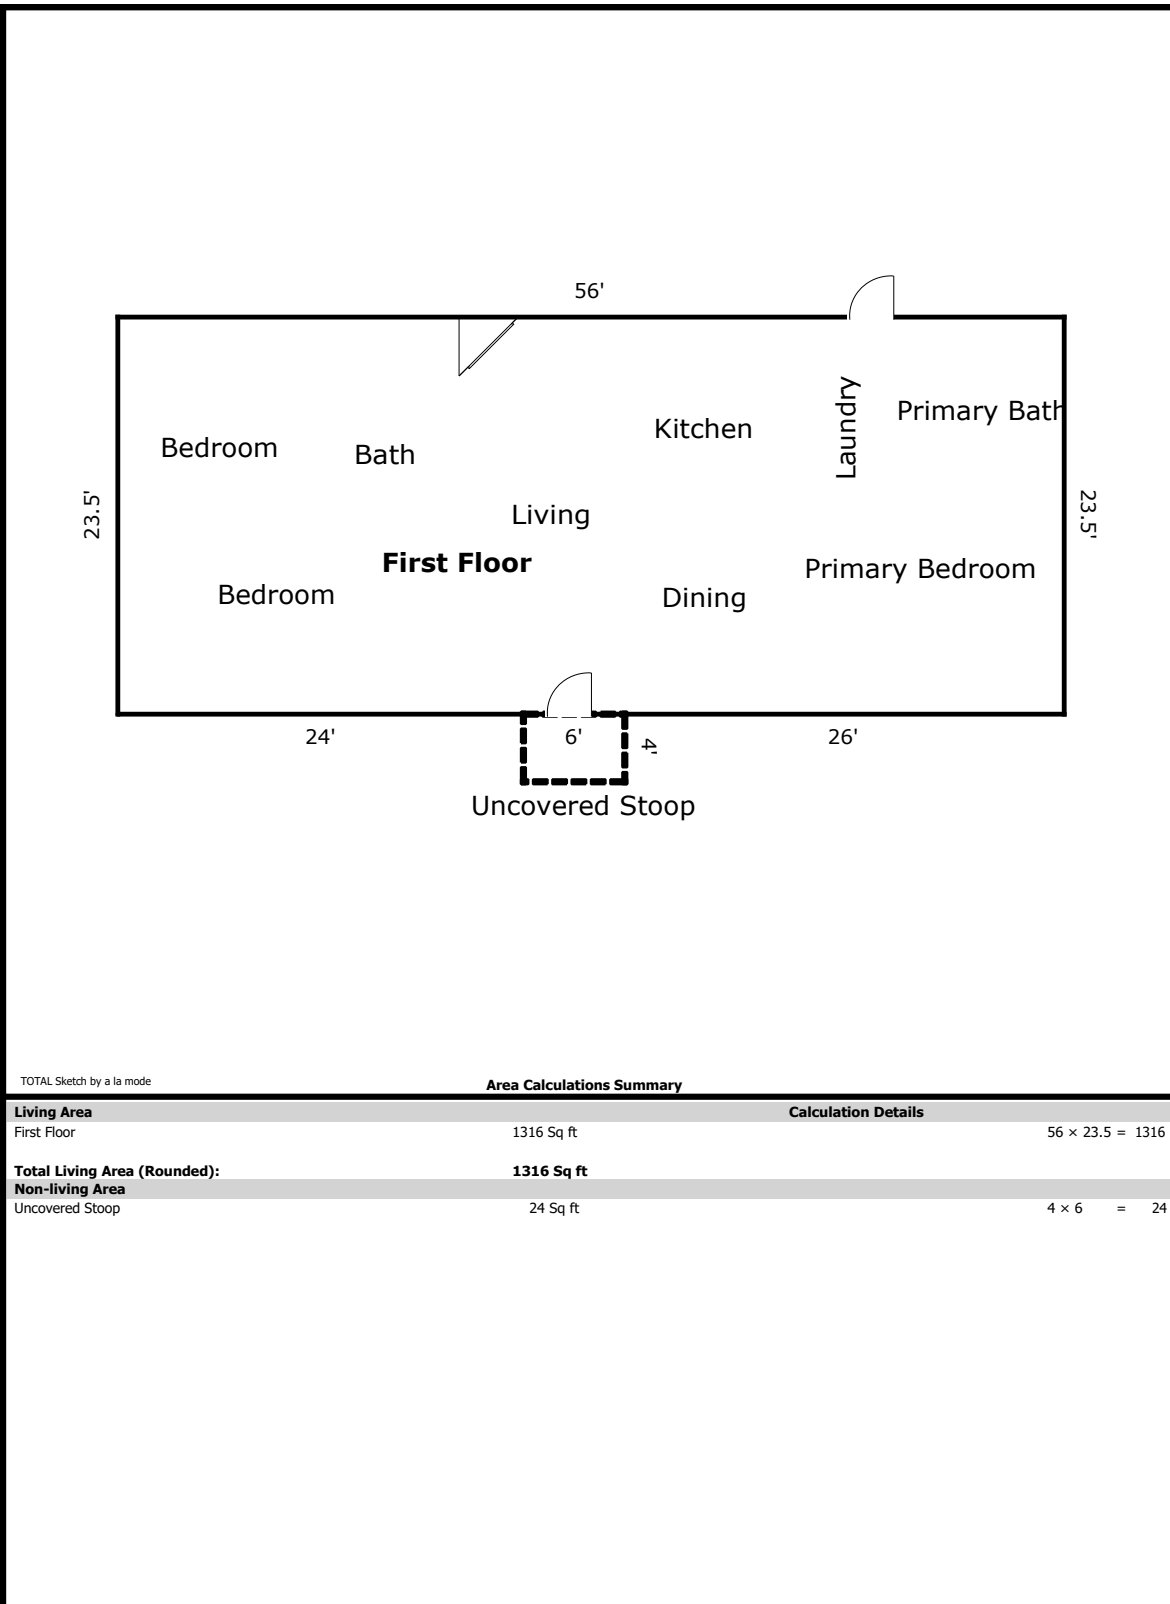 56'
Primary Bath
Laundry
Kitchen
Bedroom
Bath
23.5'
23.5'
Living
First Floor
Primary Bedroom
Bedroom
Dining
24'
6'
4'
26'
Uncovered Stoop
TOTAL Sketch by a la mode
Area Calculations Summary
Living Area Calculation Details
First Floor 1316 Sq ft 56 × 23.5 = 1316
Total Living Area (Rounded): 1316 Sq ft
Non-living Area
Uncovered Stoop 24 Sq ft 4 × 6 = 24